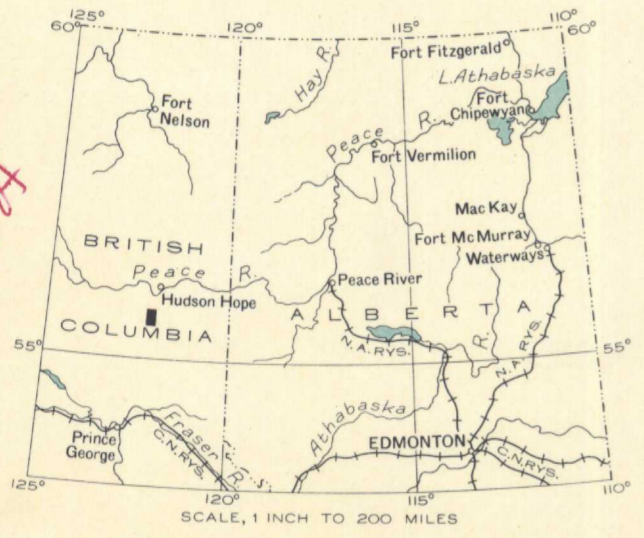 125°
120°
115°
110°
60°
60°
Fort Fitzgerald
Hay R.
L. Athabaska
Fort
Chipewyan
Fort
Nelson
Peace R.
Fort Vermilion
MacKay
Fort McMurray
Waterways
BRITISH
Peace R.
Peace River
Hudson Hope
ALBERTA
COLUMBIA
N.A. RYS.
R.
N.A. RYS.
55°
55°
Athabaska
Fraser R.
C.N. RYS.
Prince
George
EDMONTON
C.N. RYS.
S
125°
120°
115°
110°
SCALE, 1 INCH TO 200 MILES